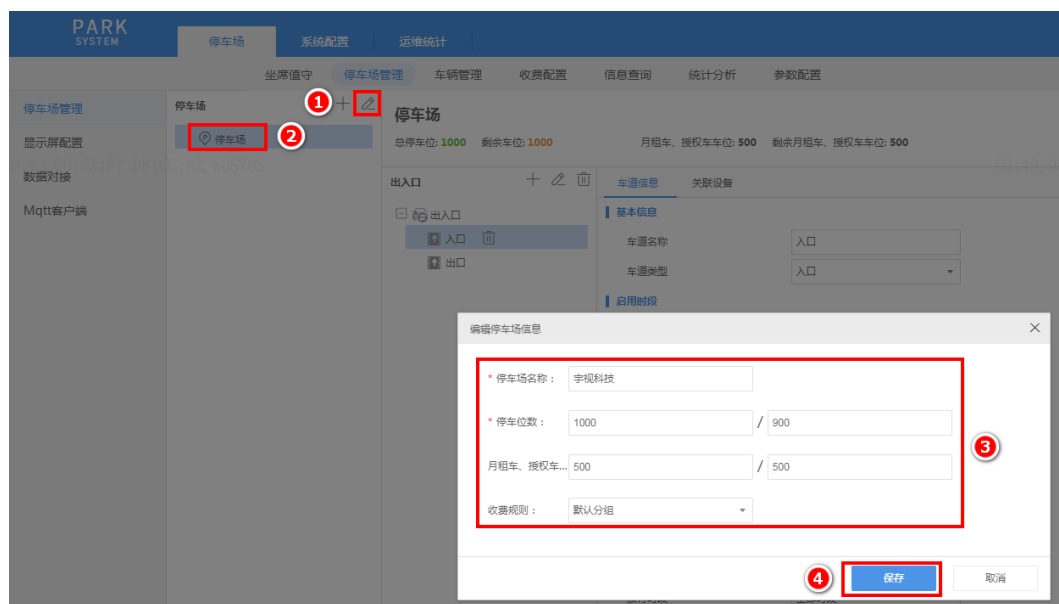 PARK
SYSTEM
停车场 系统配置 运维统计
坐席值守 停车场管理 车辆管理 收费配置 信息查询 统计分析 参数配置
停车场管理
显示屏配置
数据对接
Mqtt客户端
停车场
1
停车场
2
停车场
总停车位: 1000 剩余车位: 1000 月租车、授权车车位: 500 剩余月租车、授权车车位: 500
出入口
出入口
入口
出口
车道信息 关联设备
基本信息
车道名称 入口
车道类型 入口
启用时段
编辑停车场信息
* 停车场名称： 宇视科技
* 停车位数： 1000 / 900
月租车、授权车... 500 / 500
收费规则： 默认分组
3
4
保存 取消